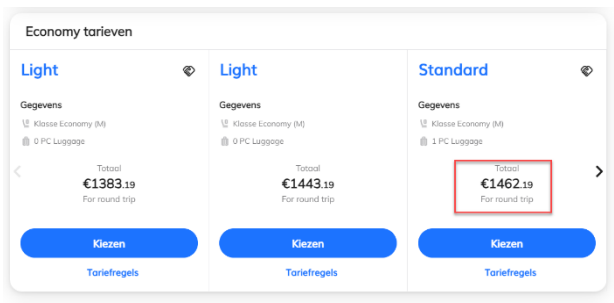 Economy tarieven
Light
Gegevens
Klasse Economy (M)
0 PC Luggage
Totaal
€1383.19
For round trip
Kiezen
Tariefregels
Light
Gegevens
Klasse Economy (M)
0 PC Luggage
Totaal
€1443.19
For round trip
Kiezen
Tariefregels
Standard
Gegevens
Klasse Economy (M)
1 PC Luggage
Totaal
€1462.19
For round trip
Kiezen
Tariefregels